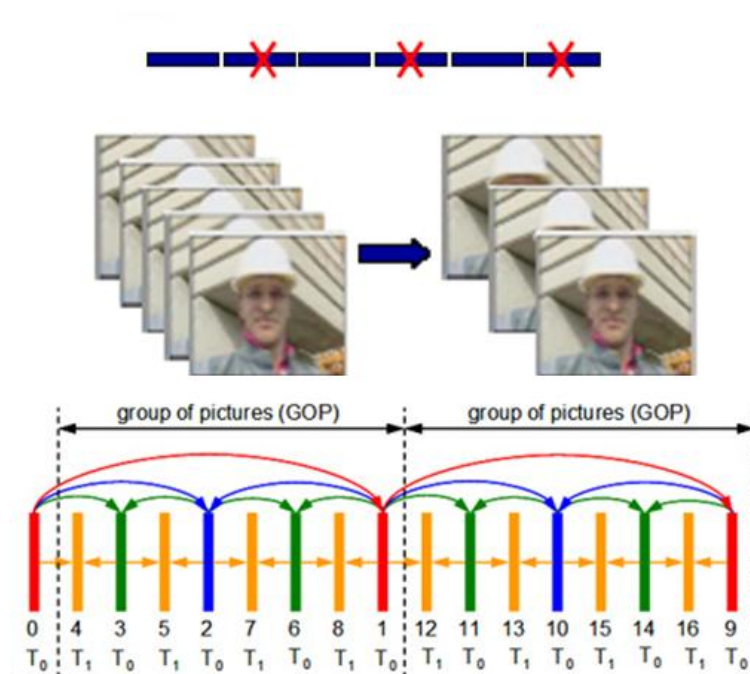 group of pictures (GOP) group of pictures (GOP)
0 4 3 5 2 7 6 8 1 12 11 13 10 15 14 16 9
T₀ T₁ T₀ T₁ T₀ T₁ T₀ T₁ T₀ T₁ T₀ T₁ T₀ T₁ T₀ T₁ T₀